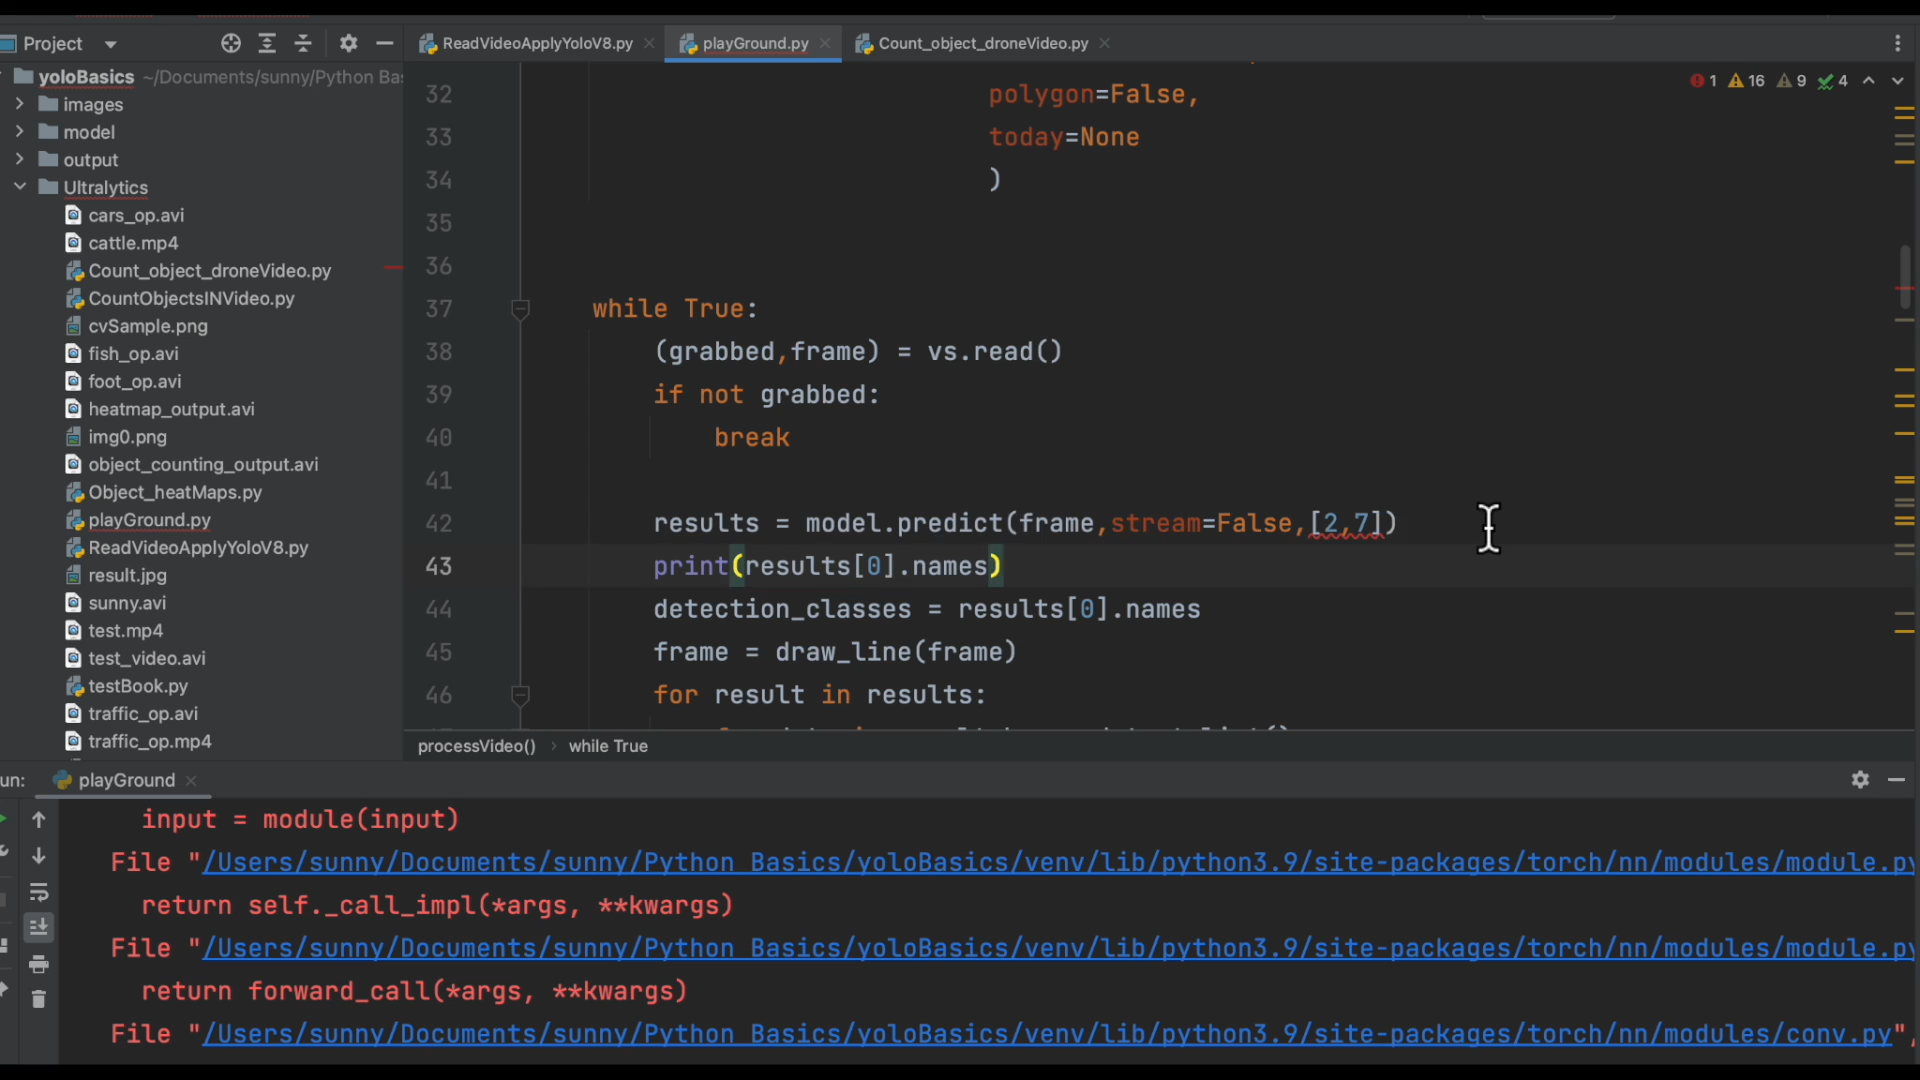 Project
ReadVideoApplyYoloV8.py
playGround.py
Count_object_droneVideo.py
yoloBasics ~/Documents/sunny/Python Bas
images
model
output
Ultralytics
cars_op.avi
cattle.mp4
Count_object_droneVideo.py
CountObjectsINVideo.py
cvSample.png
fish_op.avi
foot_op.avi
heatmap_output.avi
img0.png
object_counting_output.avi
Object_heatMaps.py
playGround.py
ReadVideoApplyYoloV8.py
result.jpg
sunny.avi
test.mp4
test_video.avi
testBook.py
traffic_op.avi
traffic_op.mp4
1 16 9 4
32 polygon=False,
33 today=None
34 )
35
36
37 while True:
38 (grabbed,frame) = vs.read()
39 if not grabbed:
40 break
41
42 results = model.predict(frame,stream=False,[2,7])
43 print(results[0].names)
44 detection_classes = results[0].names
45 frame = draw_line(frame)
46 for result in results:
processVideo() › while True
un: playGround
input = module(input)
File "/Users/sunny/Documents/sunny/Python Basics/yoloBasics/venv/lib/python3.9/site-packages/torch/nn/modules/module.py
return self._call_impl(*args, **kwargs)
File "/Users/sunny/Documents/sunny/Python Basics/yoloBasics/venv/lib/python3.9/site-packages/torch/nn/modules/module.py
return forward_call(*args, **kwargs)
File "/Users/sunny/Documents/sunny/Python Basics/yoloBasics/venv/lib/python3.9/site-packages/torch/nn/modules/conv.py",